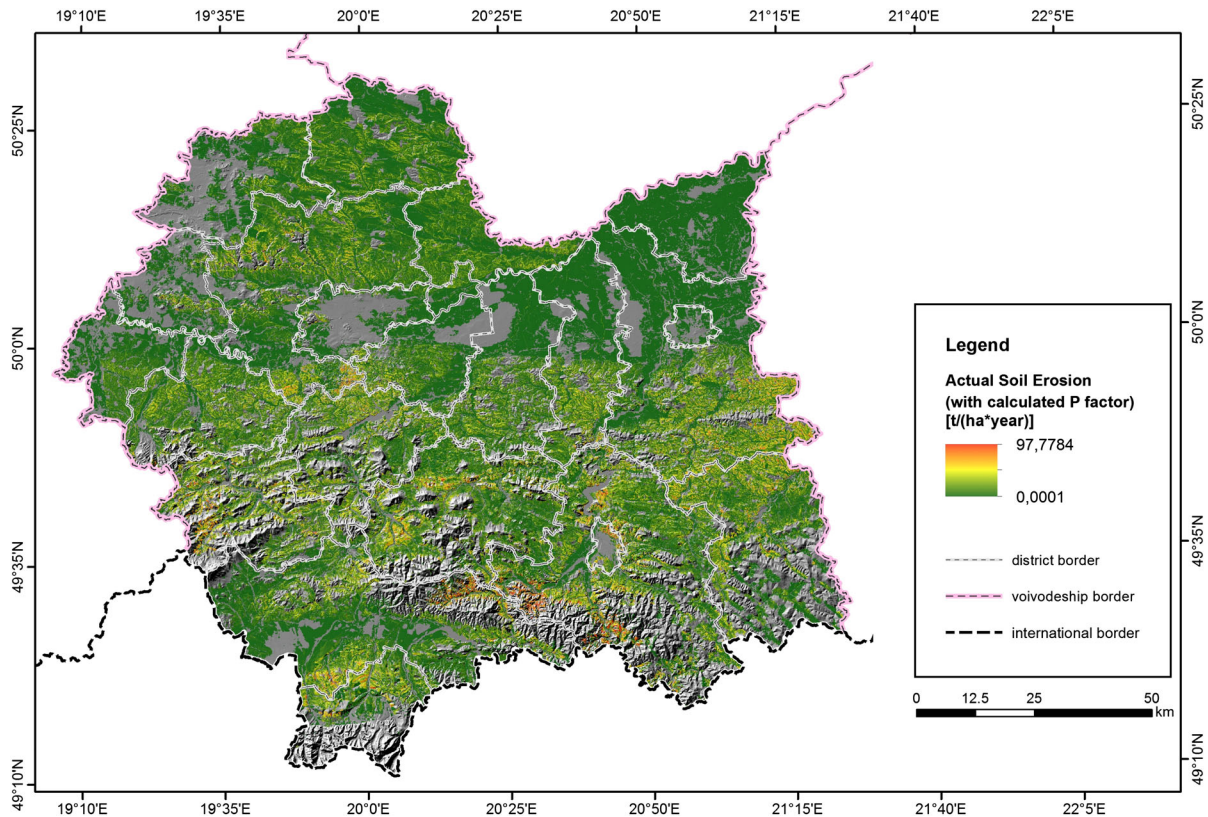 19°10'E 19°35'E 20°0'E 20°25'E 20°50'E 21°15'E 21°40'E 22°5'E
50°25'N
50°25'N
50°0'N
50°0'N
49°35'N
49°35'N
49°10'N
49°10'N
Legend
Actual Soil Erosion
(with calculated P factor)
[t/(ha*year)]
97,7784
0,0001
district border
voivodeship border
international border
0 12.5 25 50
km
19°10'E 19°35'E 20°0'E 20°25'E 20°50'E 21°15'E 21°40'E 22°5'E